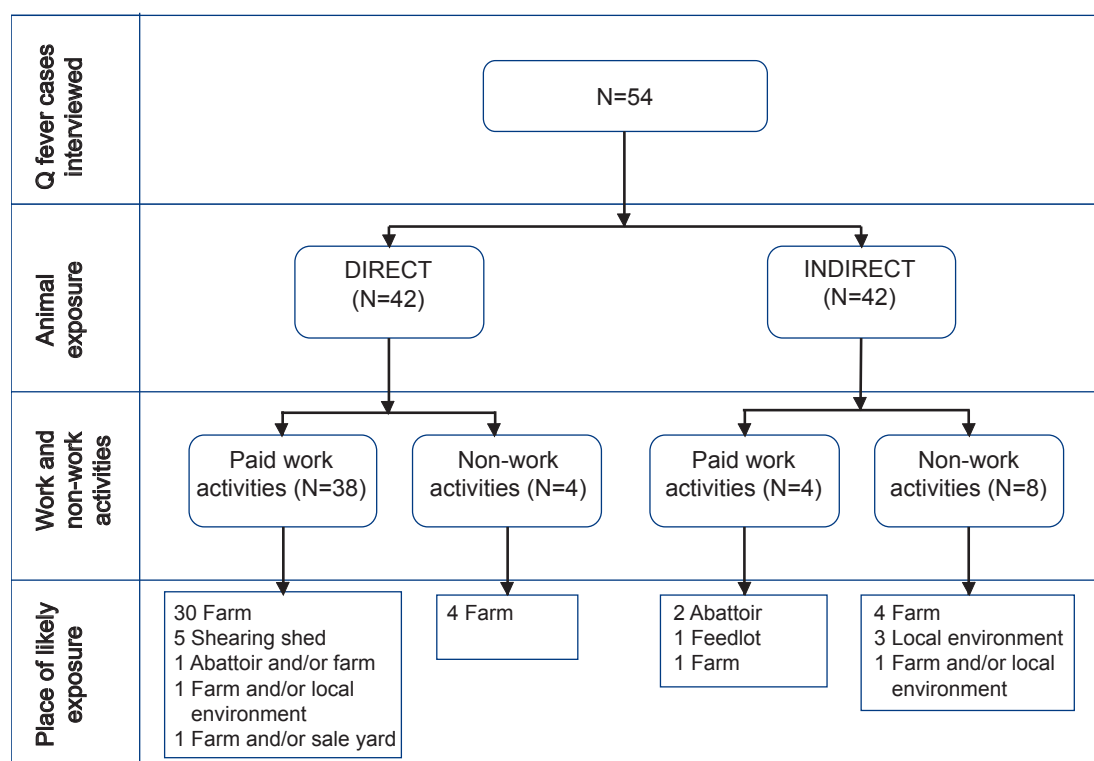 Q fever cases
interviewed
N=54
Animal
exposure
DIRECT
(N=42)
INDIRECT
(N=42)
Work and
non-work
activities
Paid work
activities (N=38)
Non-work
activities (N=4)
Paid work
activities (N=4)
Non-work
activities (N=8)
Place of likely
exposure
30 Farm
5 Shearing shed
1 Abattoir and/or farm
1 Farm and/or local
environment
1 Farm and/or sale yard
4 Farm
2 Abattoir
1 Feedlot
1 Farm
4 Farm
3 Local environment
1 Farm and/or local
environment